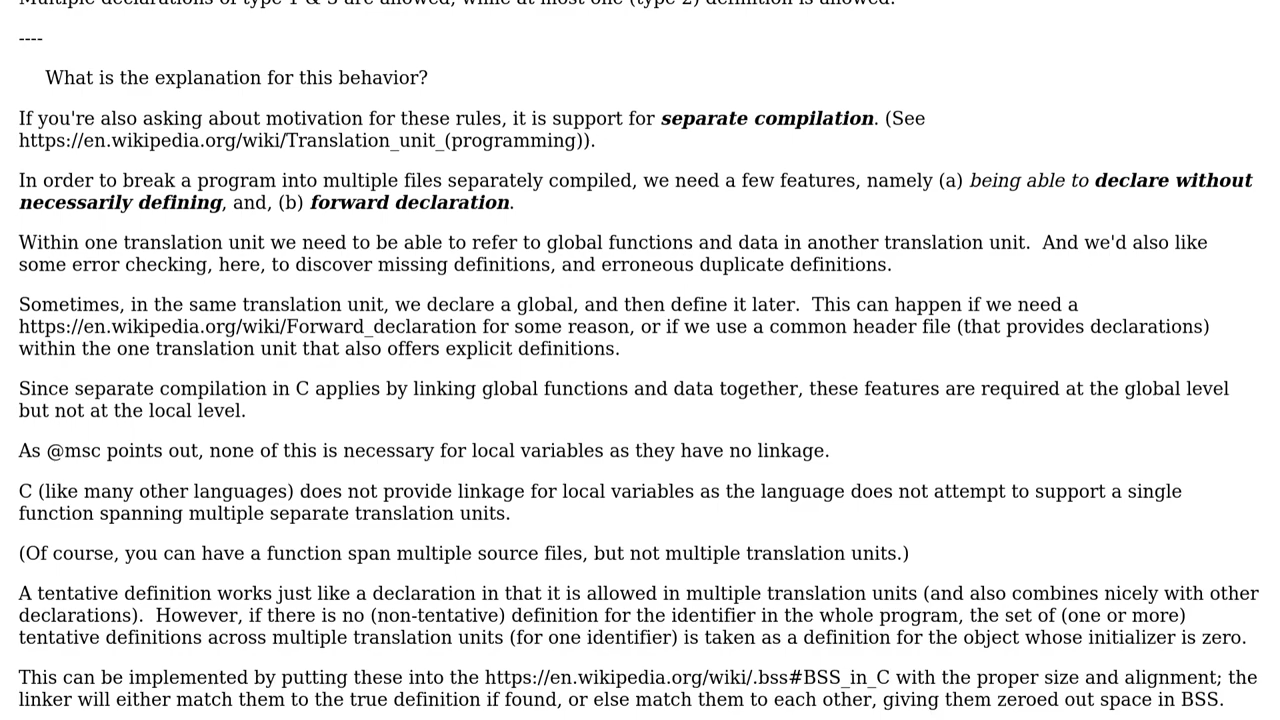 Multiple declarations of type 1 & 3 are allowed, while at most one (type 2) definition is allowed.
----
What is the explanation for this behavior?
If you're also asking about motivation for these rules, it is support for separate compilation. (See
https://en.wikipedia.org/wiki/Translation_unit_(programming)).
In order to break a program into multiple files separately compiled, we need a few features, namely (a) being able to declare without
necessarily defining, and, (b) forward declaration.
Within one translation unit we need to be able to refer to global functions and data in another translation unit.  And we'd also like
some error checking, here, to discover missing definitions, and erroneous duplicate definitions.
Sometimes, in the same translation unit, we declare a global, and then define it later.  This can happen if we need a
https://en.wikipedia.org/wiki/Forward_declaration for some reason, or if we use a common header file (that provides declarations)
within the one translation unit that also offers explicit definitions.
Since separate compilation in C applies by linking global functions and data together, these features are required at the global level
but not at the local level.
As @msc points out, none of this is necessary for local variables as they have no linkage.
C (like many other languages) does not provide linkage for local variables as the language does not attempt to support a single
function spanning multiple separate translation units.
(Of course, you can have a function span multiple source files, but not multiple translation units.)
A tentative definition works just like a declaration in that it is allowed in multiple translation units (and also combines nicely with other
declarations).  However, if there is no (non-tentative) definition for the identifier in the whole program, the set of (one or more)
tentative definitions across multiple translation units (for one identifier) is taken as a definition for the object whose initializer is zero.
This can be implemented by putting these into the https://en.wikipedia.org/wiki/.bss#BSS_in_C with the proper size and alignment; the
linker will either match them to the true definition if found, or else match them to each other, giving them zeroed out space in BSS.